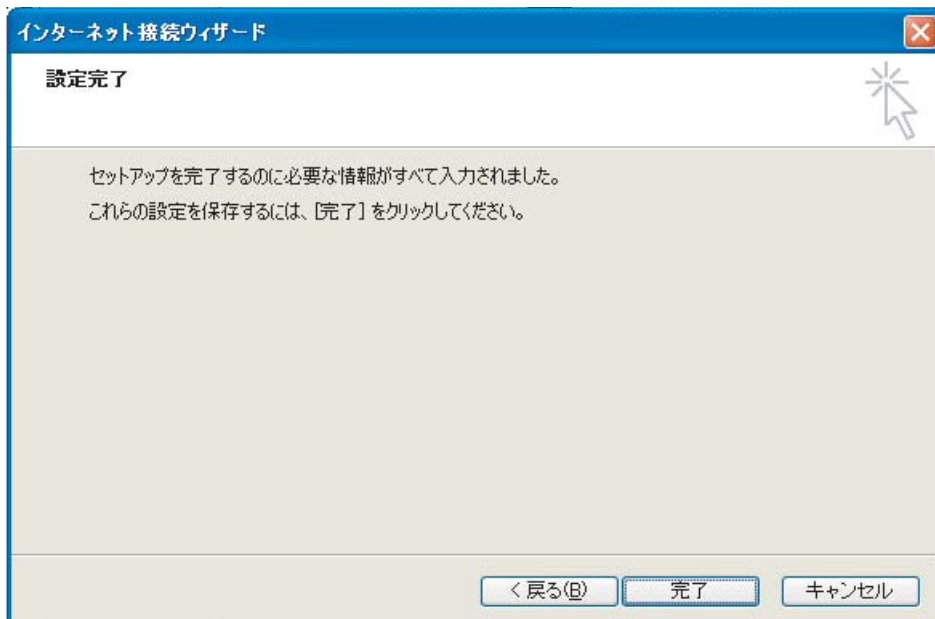 インターネット接続ウィザード
設定完了
セットアップを完了するのに必要な情報がすべて入力されました。
これらの設定を保存するには、[完了] をクリックしてください。
< 戻る(B) 完了 キャンセル